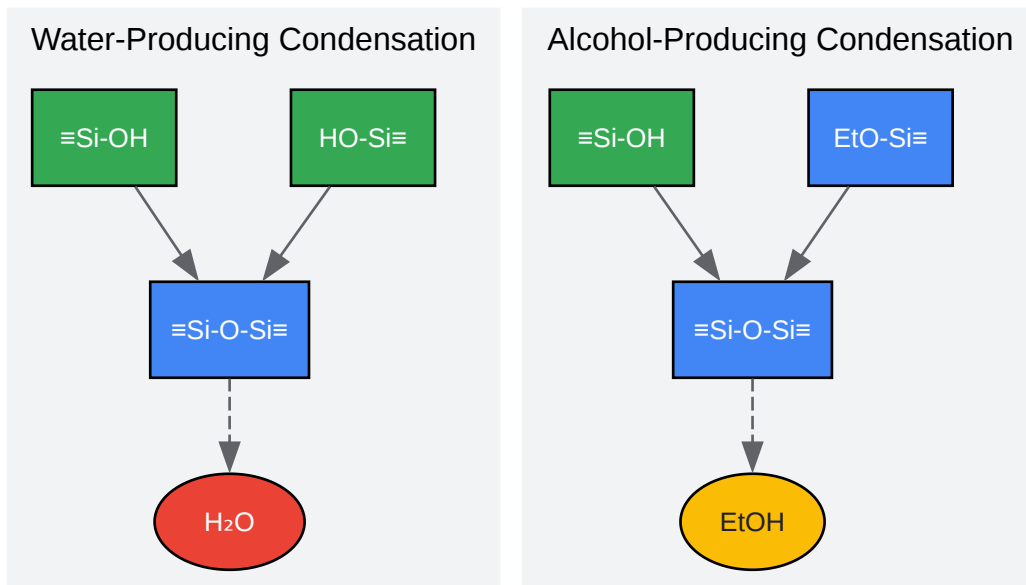 Water-Producing Condensation
≡Si-OH
HO-Si≡
≡Si-O-Si≡
H₂O
Alcohol-Producing Condensation
≡Si-OH
EtO-Si≡
≡Si-O-Si≡
EtOH